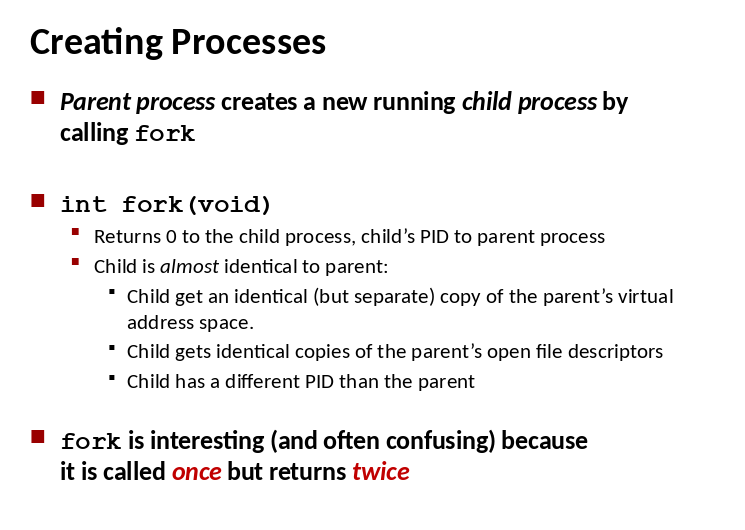 Creating Processes
Parent process creates a new running child process by
calling fork
int fork(void)
Returns 0 to the child process, child’s PID to parent process
Child is almost identical to parent:
Child get an identical (but separate) copy of the parent’s virtual
address space.
Child gets identical copies of the parent’s open file descriptors
Child has a different PID than the parent
fork is interesting (and often confusing) because
it is called once but returns twice